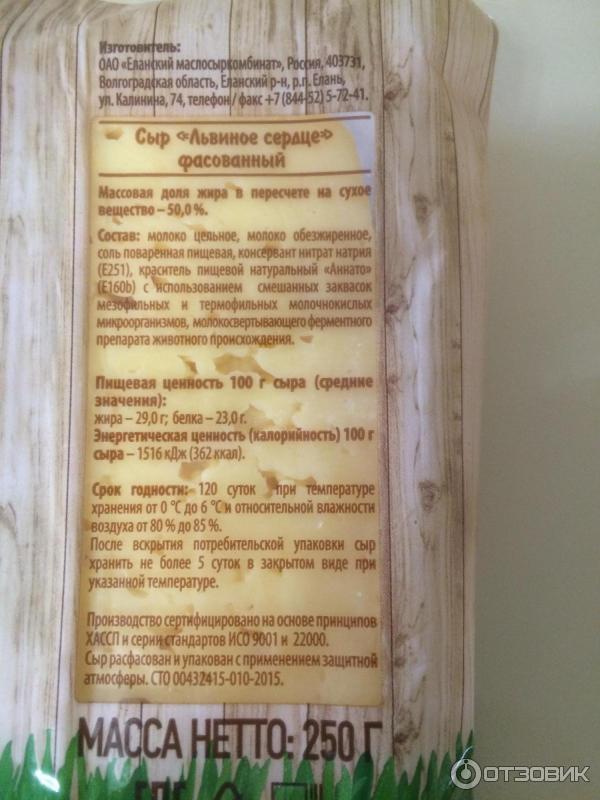 Изготовитель:
ОАО «Еланский маслосыркомбинат», Россия, 403731,
Волгоградская область, Еланский р-н, р.п. Елань,
ул. Калинина, 74, телефон / факс +7 (844-52) 5-72-41.
Сыр «Львиное сердце»
фасованный
Массовая доля жира в пересчете на сухое
вещество – 50,0 %.
Состав: молоко цельное, молоко обезжиренное,
соль поваренная пищевая, консервант нитрат натрия
(Е251), краситель пищевой натуральный «Аннато»
(Е160b) с использованием смешанных заквасок
мезофильных и термофильных молочнокислых
микроорганизмов, молокосвертывающего ферментного
препарата животного происхождения.
Пищевая ценность 100 г сыра (средние
значения):
жира – 29,0 г; белка – 23,0 г.
Энергетическая ценность (калорийность) 100 г
сыра – 1516 кДж (362 ккал).
Срок годности: 120 суток при температуре
хранения от 0 °С до 6 °С и относительной влажности
воздуха от 80 % до 85 %.
После вскрытия потребительской упаковки сыр
хранить не более 5 суток в закрытом виде при
указанной температуре.
Производство сертифицировано на основе принципов
ХАССП и серии стандартов ИСО 9001 и 22000.
Сыр расфасован и упакован с применением защитной
атмосферы. СТО 00432415-010-2015.
МАССА НЕТТО: 250 Г
ОТЗОВИК